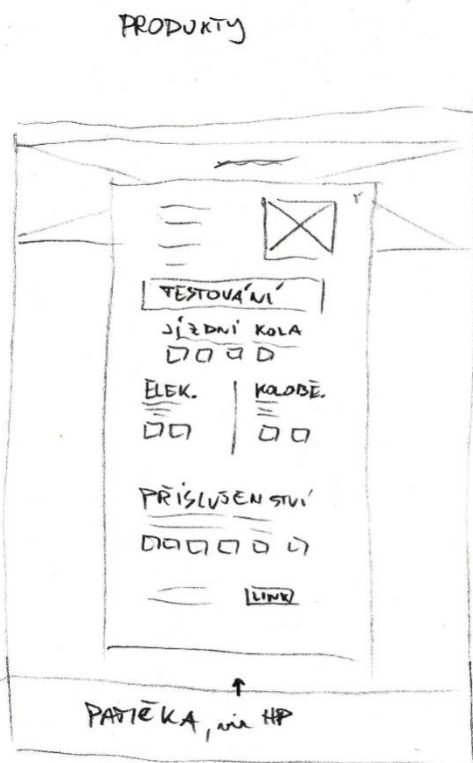 PRODUKTY
TESTOVÁNÍ
JÍZDNÍ KOLA
ELEK. KOLOBĚ.
PŘÍSLUŠENSTVÍ
LINK
PATIČKA, viz HP